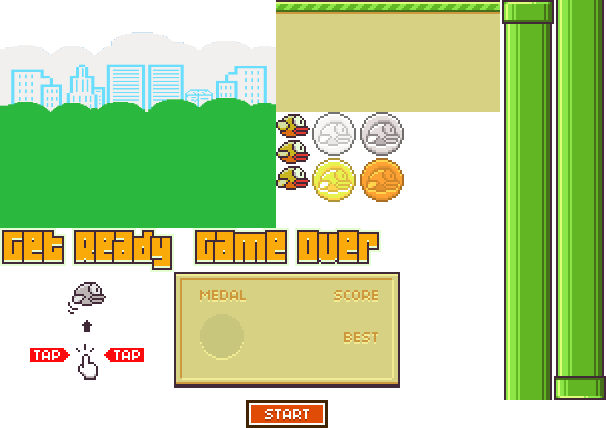 Get Ready Game Over
MEDAL SCORE
BEST
TAP TAP
START